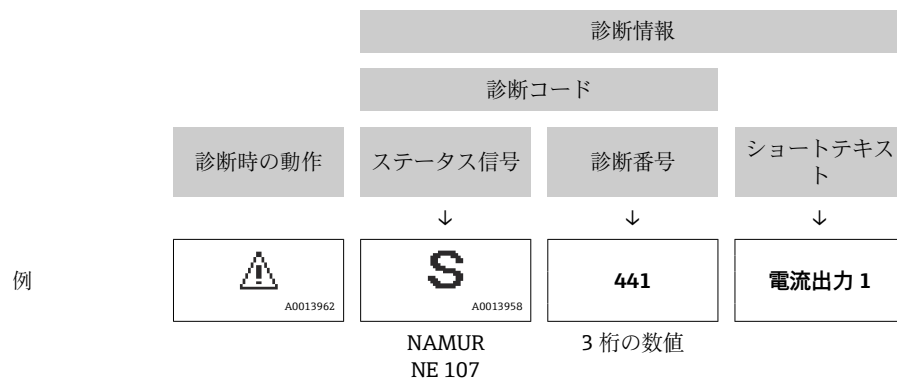 診断情報
診断コード
診断時の動作
ステータス信号
診断番号
ショートテキス
ト
↓
↓
↓
例
A0013962
S
A0013958
441
電流出力 1
NAMUR
NE 107
3 桁の数値